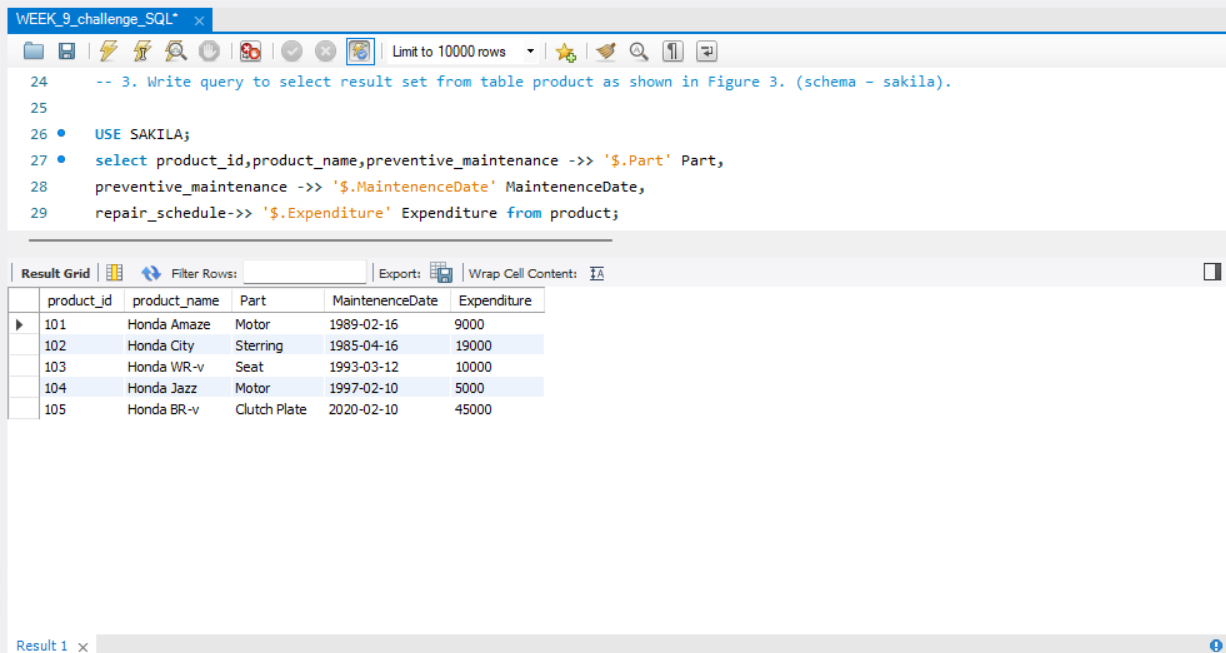 WEEK_9_challenge_SQL* ×
Limit to 10000 rows
24 -- 3. Write query to select result set from table product as shown in Figure 3. (schema – sakila).
25
26 USE SAKILA;
27 select product_id,product_name,preventive_maintenance ->> '$.Part' Part,
28 preventive_maintenance ->> '$.MaintenenceDate' MaintenenceDate,
29 repair_schedule->> '$.Expenditure' Expenditure from product;
Result Grid Filter Rows: Export: Wrap Cell Content:
product_id product_name Part MaintenenceDate Expenditure
101 Honda Amaze Motor 1989-02-16 9000
102 Honda City Sterring 1985-04-16 19000
103 Honda WR-v Seat 1993-03-12 10000
104 Honda Jazz Motor 1997-02-10 5000
105 Honda BR-v Clutch Plate 2020-02-10 45000
Result 1 ×